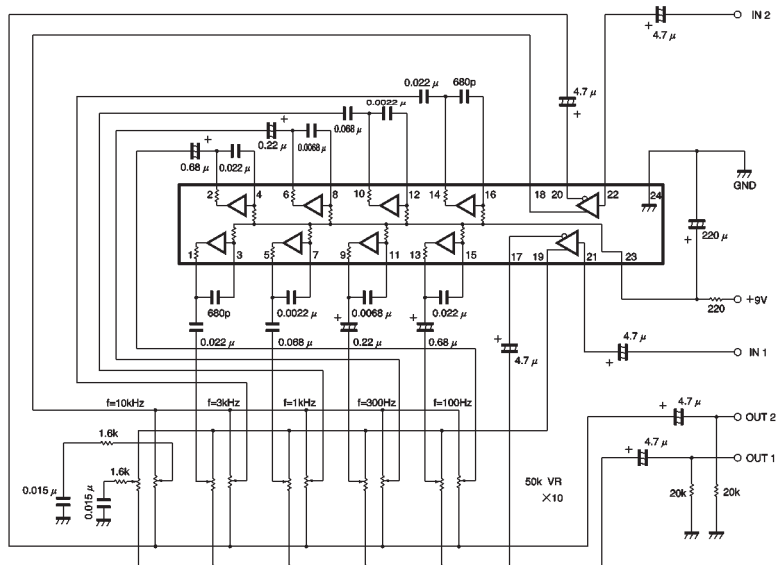 IN 2
4.7 μ
4.7 μ
0.022 μ 680p
0.0022 μ
0.068 μ
0.22 μ 0.0068 μ
0.68 μ 0.022 μ
2 4 6 8 10 12 14 16 18 20 22 24
GND
220 μ
1 3 5 7 9 11 13 15 17 19 21 23
+9V
220
680p 0.0022 μ 0.0068 μ 0.022 μ
0.022 μ 0.068 μ 0.22 μ 0.68 μ
4.7 μ
4.7 μ
IN 1
f=10kHz f=3kHz f=1kHz f=300Hz f=100Hz
4.7 μ
OUT 2
4.7 μ
OUT 1
1.6k
1.6k
0.015 μ
0.015 μ
50k VR
×10
20k
20k